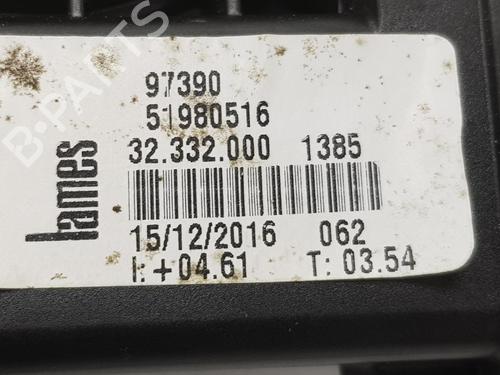 B-PARTS
lames
97390
51980516
32.332.000 1385
15/12/2016 062
I: +04.61 T: 03.54